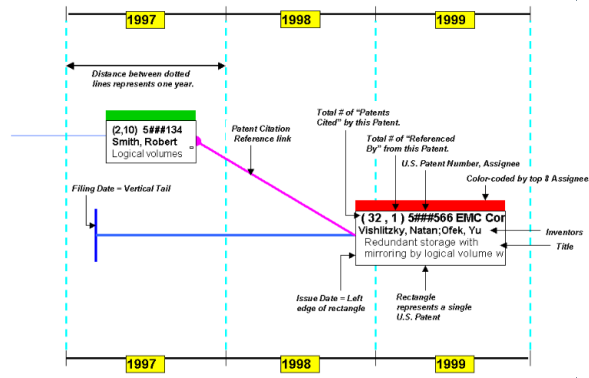 1997
1998
1999
Distance between dotted
lines represents one year.
Total # of "Patents
Cited" by this Patent.
(2,10) 5###134
Smith, Robert
Logical volumes
Patent Citation
Reference link
Total # of "Referenced
By" from this Patent.
U.S. Patent Number, Assignee
Color-coded by top # Assignee
Filing Date = Vertical Tail
( 32 , 1 ) 5###566 EMC Cor
Vishlitzky, Natan;Ofek, Yu
Redundant storage with
mirroring by logical volume w
Inventors
Title
Issue Date = Left
edge of rectangle
Rectangle
represents a single
U.S. Patent
1997
1998
1999